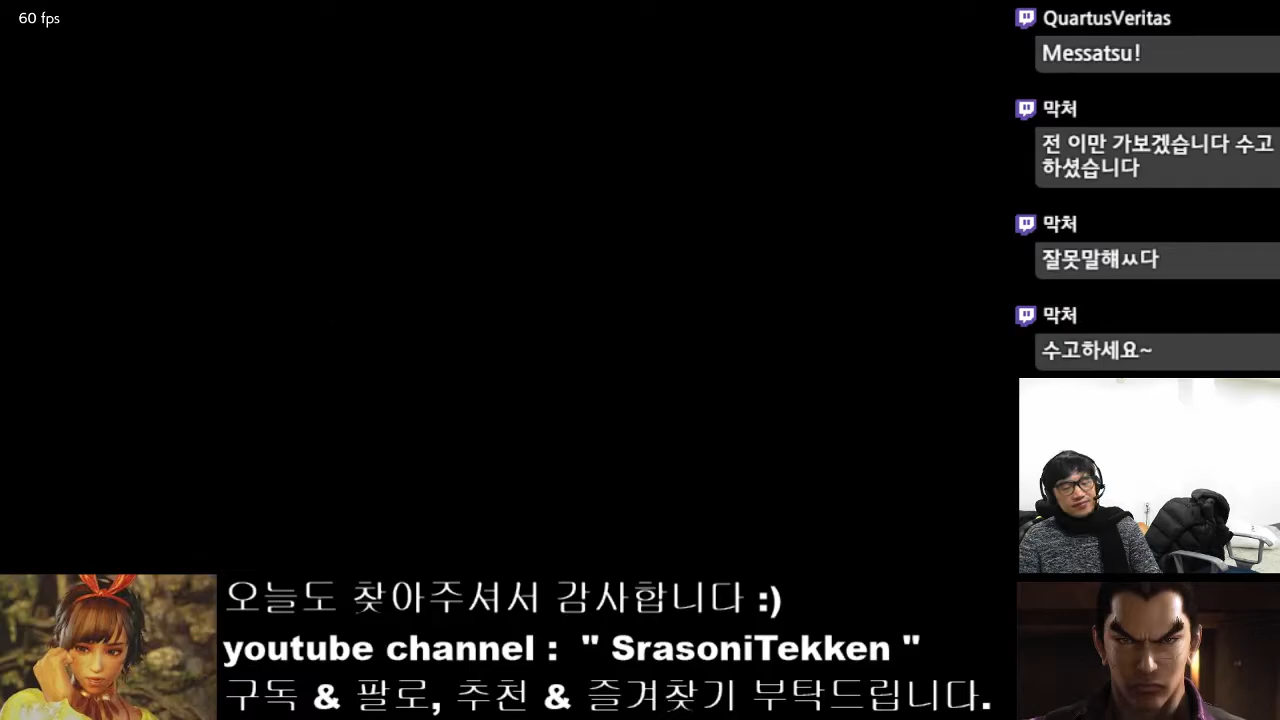 60 fps
QuartusVeritas
Messatsu!
막처
전 이만 가보겠습니다 수고
하셨습니다
막처
잘못말해ㅆ다
막처
수고하세요~
오늘도 찾아주셔서 감사합니다 :)
youtube channel : " SrasoniTekken "
구독 & 팔로, 추천 & 즐겨찾기 부탁드립니다.